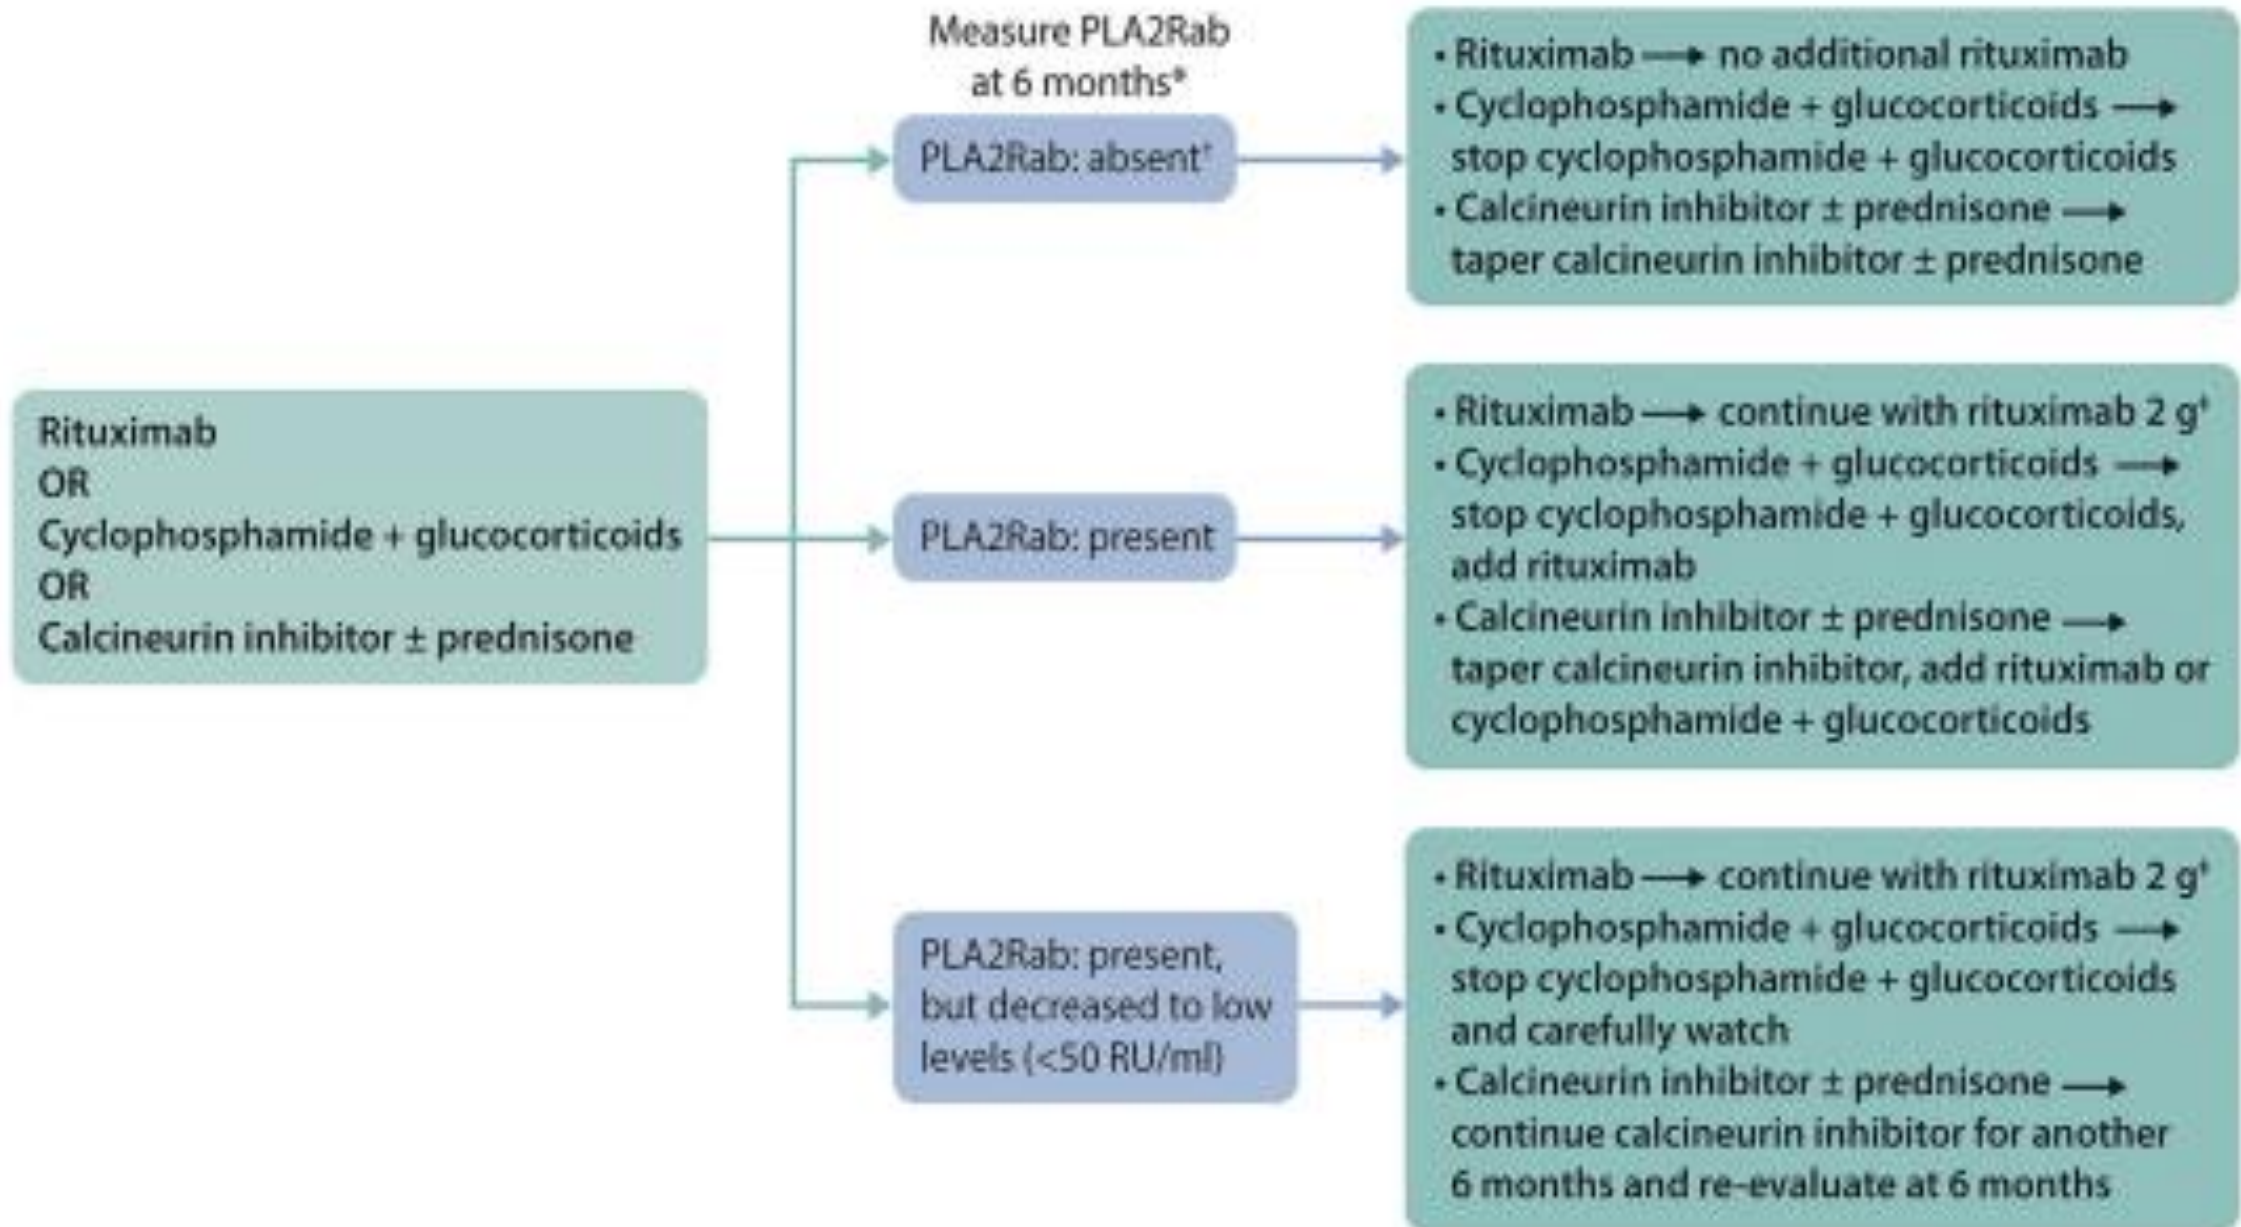 Measure PLA2Rab
at 6 months*
Rituximab
OR
Cyclophosphamide + glucocorticoids
OR
Calcineurin inhibitor ± prednisone
PLA2Rab: absent†
• Rituximab → no additional rituximab
• Cyclophosphamide + glucocorticoids →
stop cyclophosphamide + glucocorticoids
• Calcineurin inhibitor ± prednisone →
taper calcineurin inhibitor ± prednisone
PLA2Rab: present
• Rituximab → continue with rituximab 2 g‡
• Cyclophosphamide + glucocorticoids →
stop cyclophosphamide + glucocorticoids,
add rituximab
• Calcineurin inhibitor ± prednisone →
taper calcineurin inhibitor, add rituximab or
cyclophosphamide + glucocorticoids
PLA2Rab: present,
but decreased to low
levels (<50 RU/ml)
• Rituximab → continue with rituximab 2 g‡
• Cyclophosphamide + glucocorticoids →
stop cyclophosphamide + glucocorticoids
and carefully watch
• Calcineurin inhibitor ± prednisone →
continue calcineurin inhibitor for another
6 months and re-evaluate at 6 months